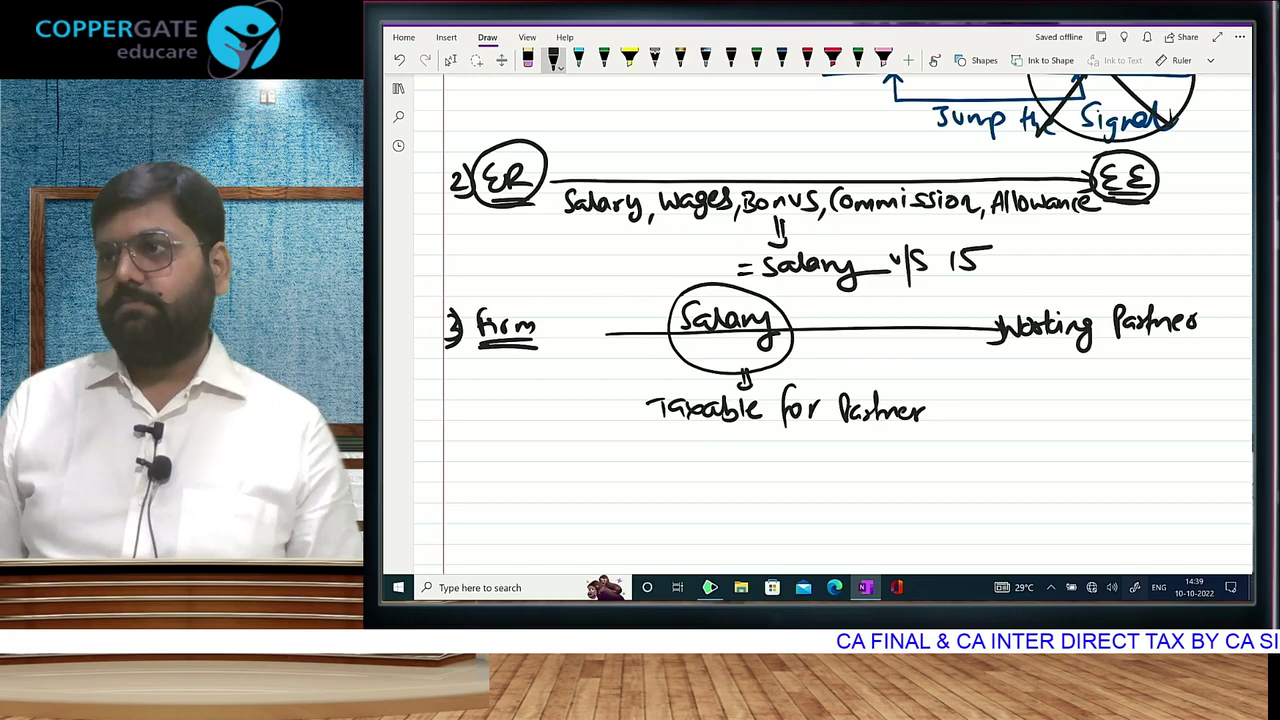 COPPERGATE
educare
Home Insert Draw View Help
Saved offline
Share
Shapes
Ink to Shape
Ink to Text
Ruler
Jump the Signal
2) ER EE
Salary, Wages, Bonus, Commission, Allowance
= Salary u/s 15
3) Firm Salary Working Partner
Taxable for Partner
Type here to search
29°C
ENG
14:39
10-10-2022
CA FINAL & CA INTER DIRECT TAX BY CA SI